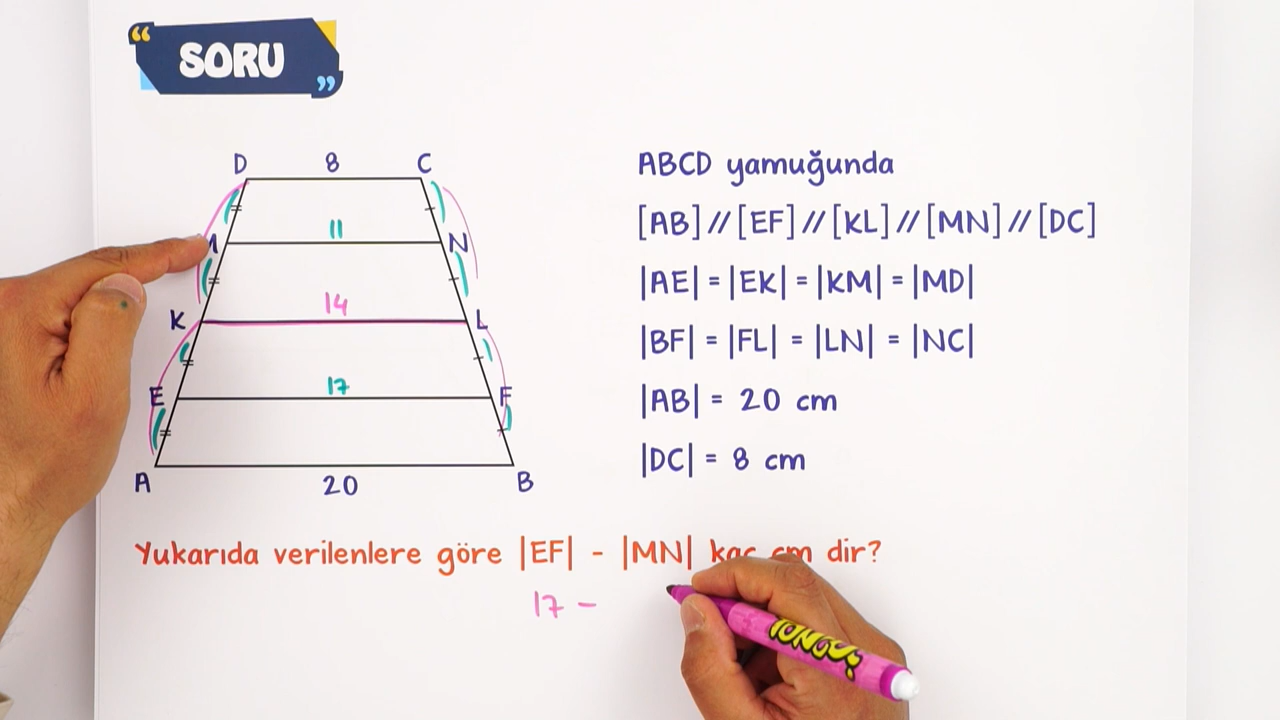 SORU
D 8 C
11
M N
14
K L
17
E F
A B
20
ABCD yamuğunda
[AB] // [EF] // [KL] // [MN] // [DC]
|AE| = |EK| = |KM| = |MD|
|BF| = |FL| = |LN| = |NC|
|AB| = 20 cm
|DC| = 8 cm
Yukarıda verilenlere göre |EF| - |MN| kaç cm dir?
17 -